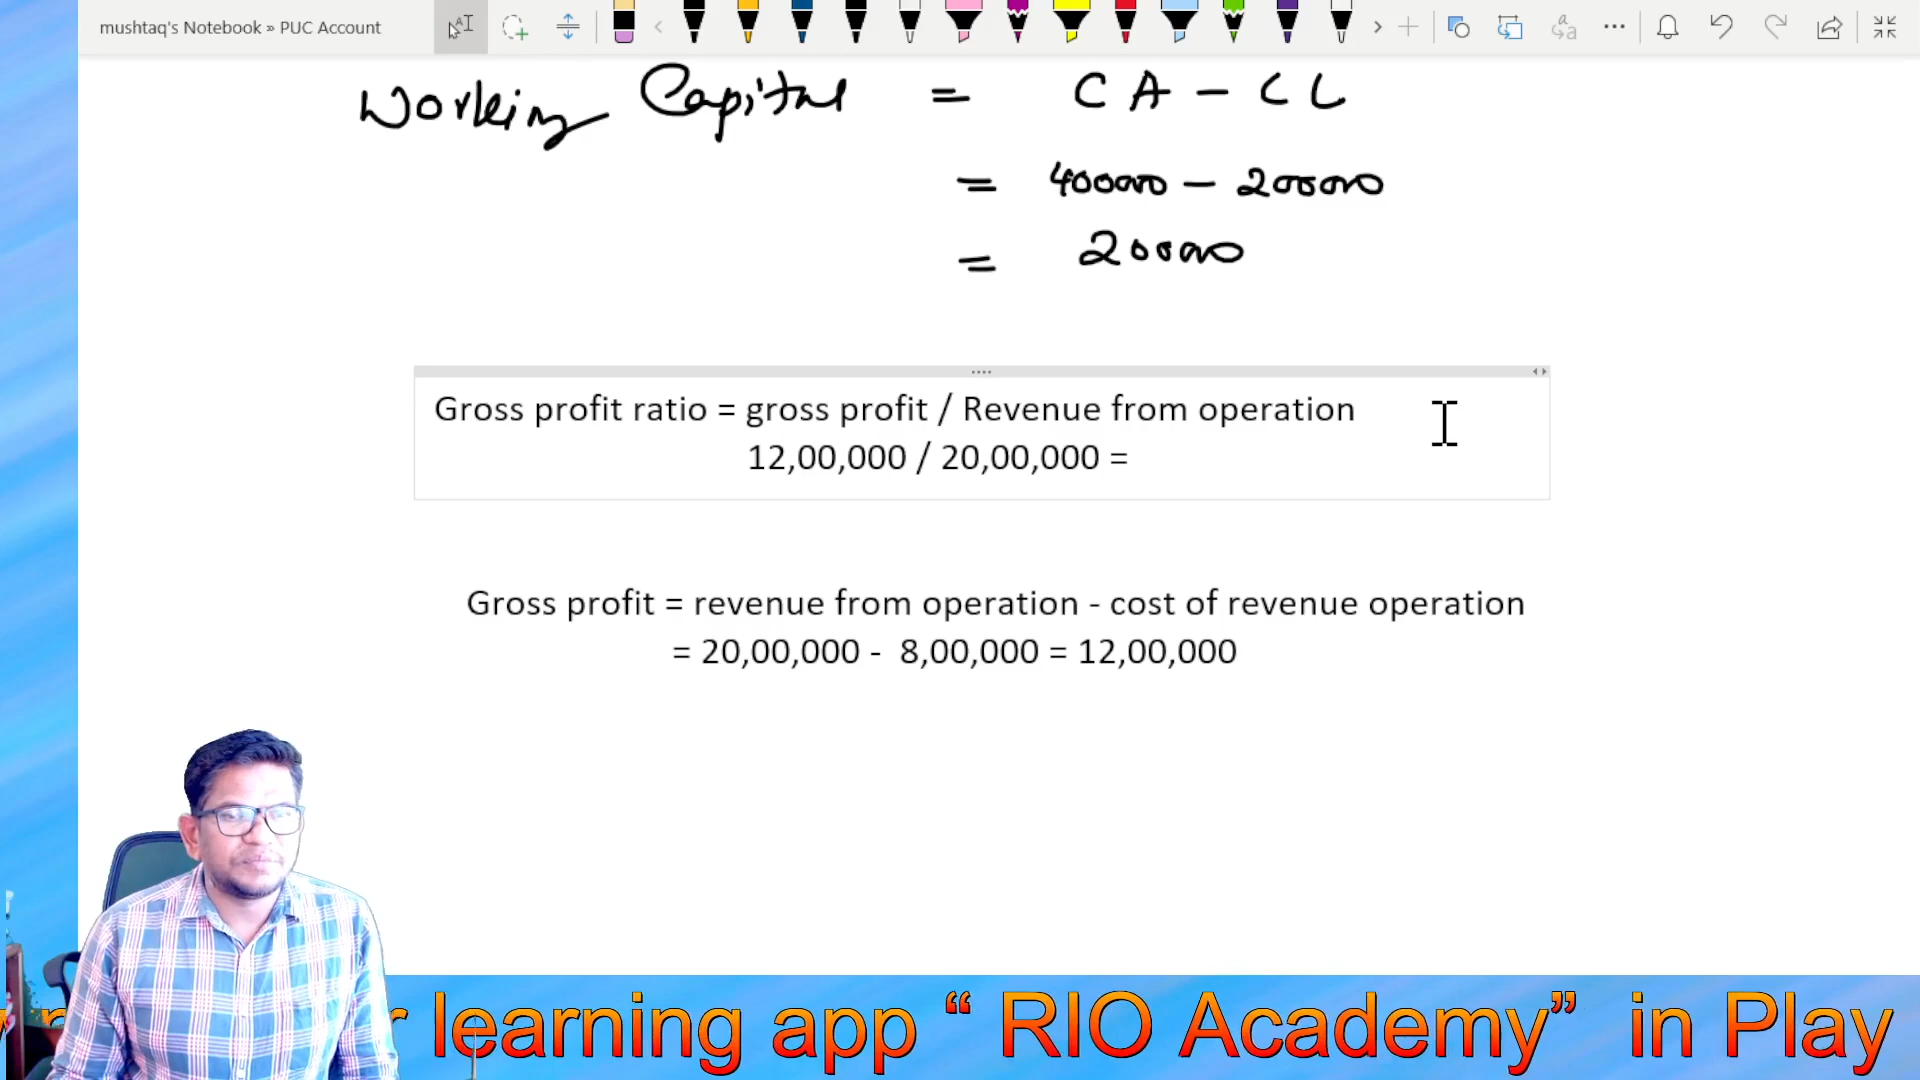 mushtaq's Notebook » PUC Account
Working Capital = CA - CL
= 400000 - 200000
= 200000
Gross profit ratio = gross profit / Revenue from operation
12,00,000 / 20,00,000 =
Gross profit = revenue from operation - cost of revenue operation
= 20,00,000 - 8,00,000 = 12,00,000
learning app “ RIO Academy” in Play